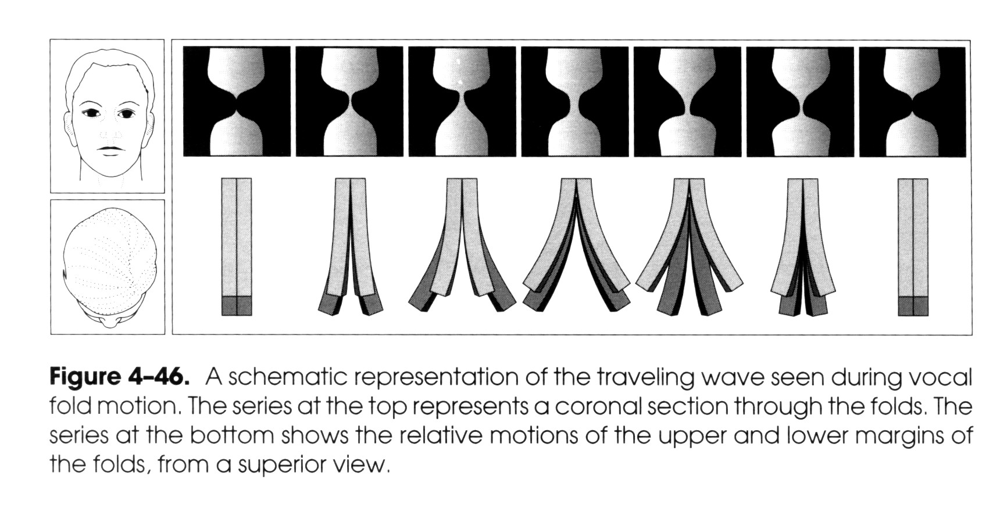 Figure 4–46. A schematic representation of the traveling wave seen during vocal
fold motion. The series at the top represents a coronal section through the folds. The
series at the bottom shows the relative motions of the upper and lower margins of
the folds, from a superior view.